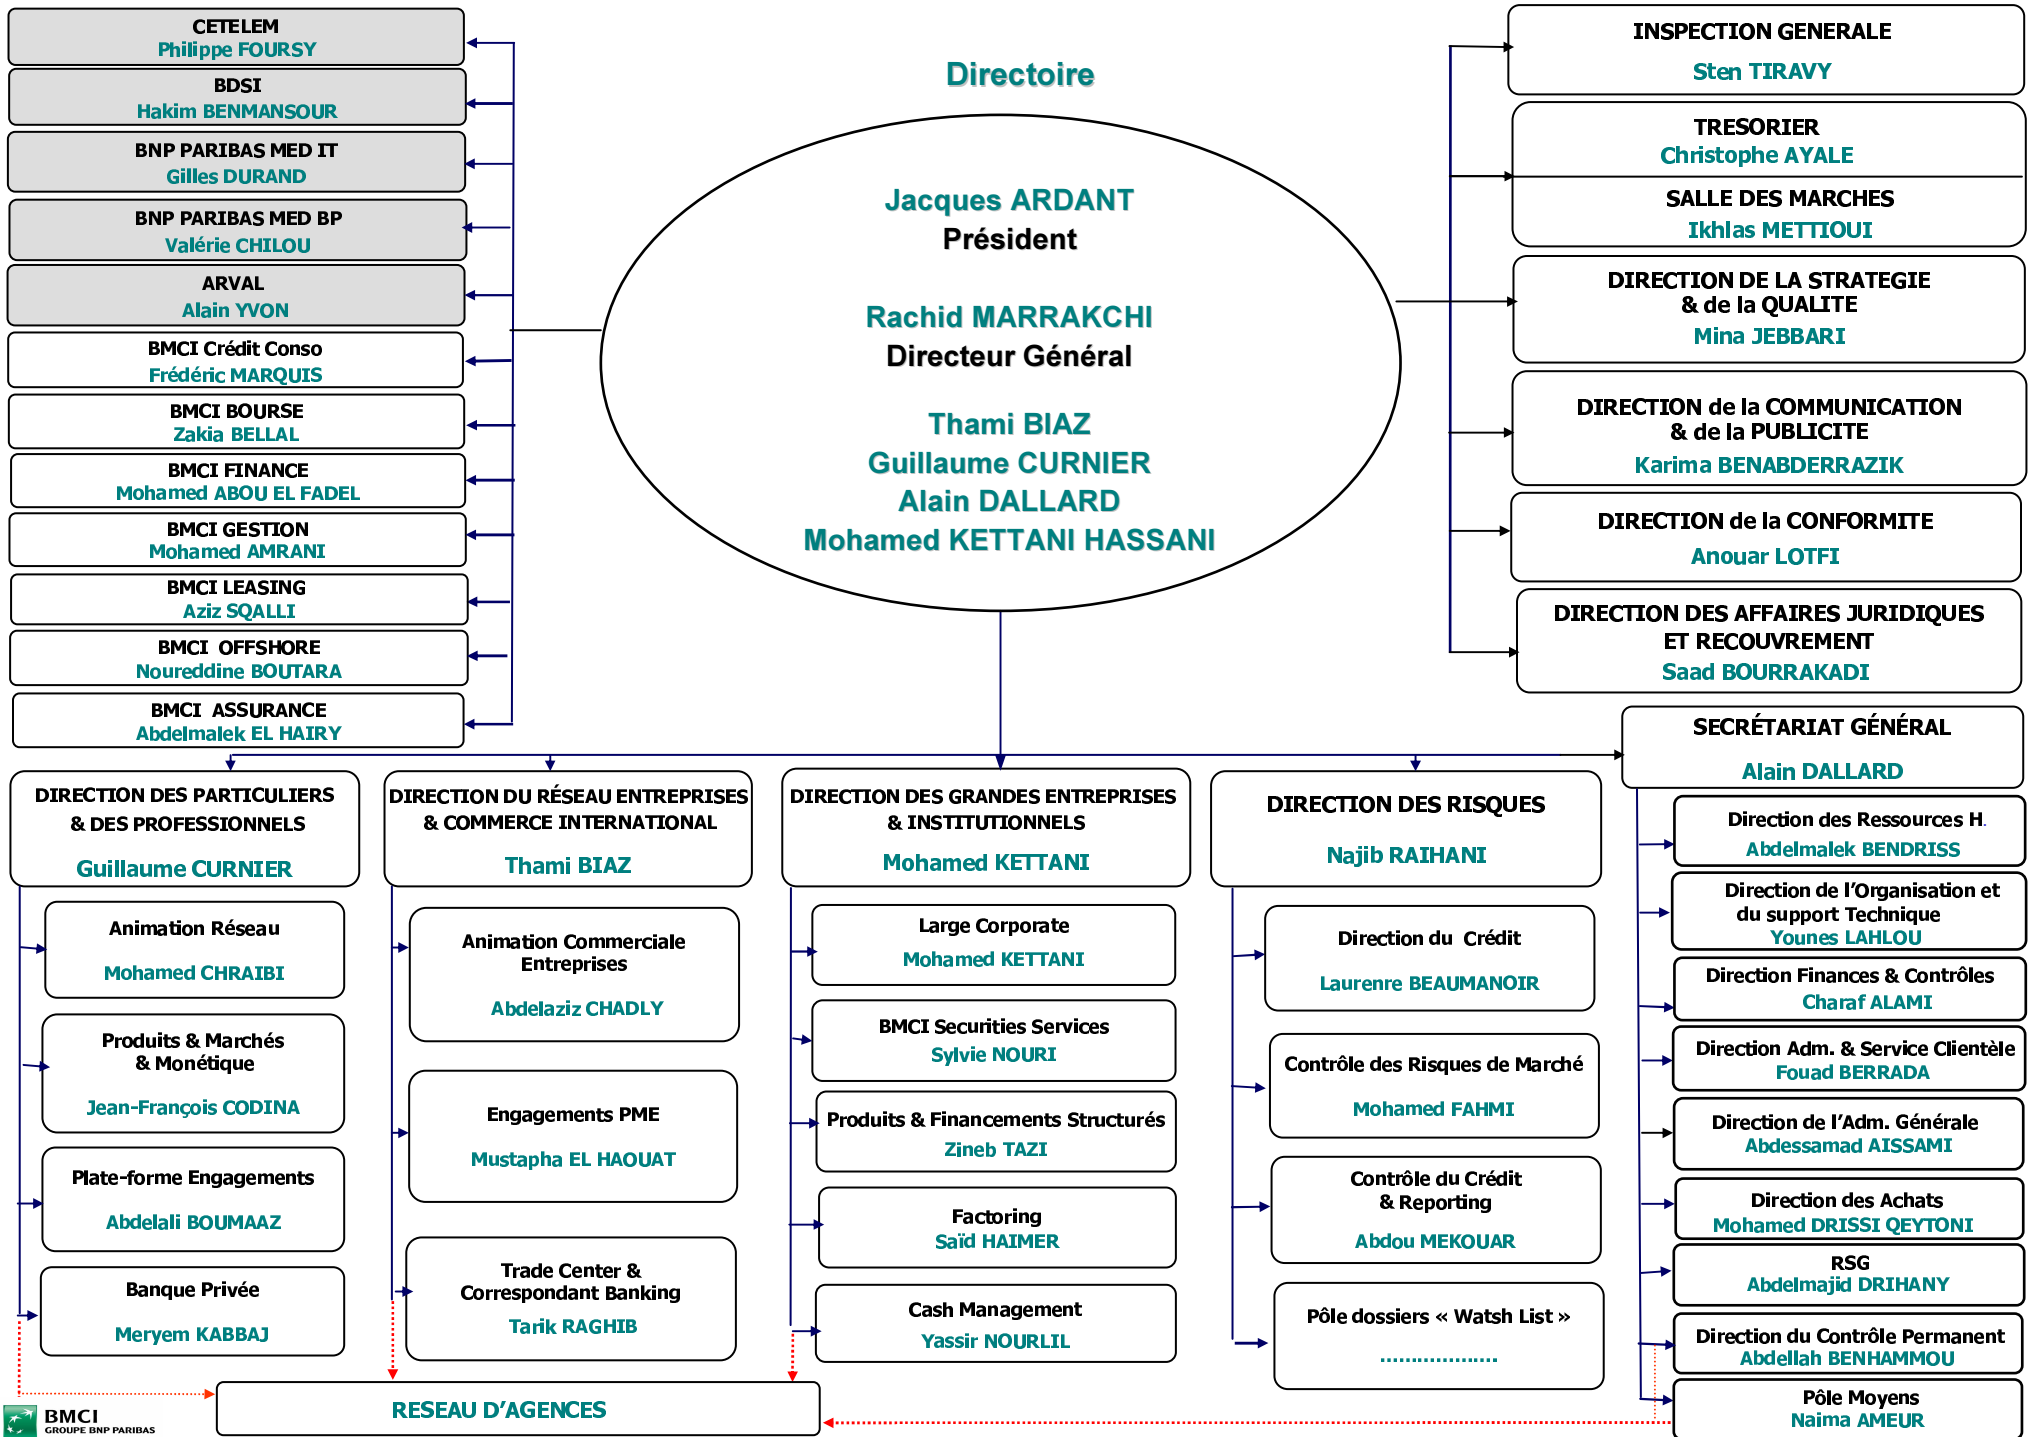 CETELEM
Philippe FOURSY
BDSI
Hakim BENMANSOUR
BNP PARIBAS MED IT
Gilles DURAND
BNP PARIBAS MED BP
Valérie CHILOU
ARVAL
Alain YVON
BMCI Crédit Conso
Frédéric MARQUIS
BMCI BOURSE
Zakia BELLAL
BMCI FINANCE
Mohamed ABOU EL FADEL
BMCI GESTION
Mohamed AMRANI
BMCI LEASING
Aziz SQALLI
BMCI OFFSHORE
Noureddine BOUTARA
BMCI ASSURANCE
Abdelmalek EL HAIRY
Directoire
Jacques ARDANT
Président
Rachid MARRAKCHI
Directeur Général
Thami BIAZ
Guillaume CURNIER
Alain DALLARD
Mohamed KETTANI HASSANI
INSPECTION GENERALE
Sten TIRAVY
TRESORIER
Christophe AYALE
SALLE DES MARCHES
Ikhlas METTIOUI
DIRECTION DE LA STRATEGIE
& de la QUALITE
Mina JEBBARI
DIRECTION de la COMMUNICATION
& de la PUBLICITE
Karima BENABDERRAZIK
DIRECTION de la CONFORMITE
Anouar LOTFI
DIRECTION DES AFFAIRES JURIDIQUES
ET RECOUVREMENT
Saad BOURRAKADI
DIRECTION DES PARTICULIERS
& DES PROFESSIONNELS
Guillaume CURNIER
Animation Réseau
Mohamed CHRAIBI
Produits & Marchés
& Monétique
Jean-François CODINA
Plate-forme Engagements
Abdelali BOUMAAZ
Banque Privée
Meryem KABBAJ
DIRECTION DU RÉSEAU ENTREPRISES
& COMMERCE INTERNATIONAL
Thami BIAZ
Animation Commerciale
Entreprises
Abdelaziz CHADLY
Engagements PME
Mustapha EL HAOUAT
Trade Center &
Correspondant Banking
Tarik RAGHIB
DIRECTION DES GRANDES ENTREPRISES
& INSTITUTIONNELS
Mohamed KETTANI
Large Corporate
Mohamed KETTANI
BMCI Securities Services
Sylvie NOURI
Produits & Financements Structurés
Zineb TAZI
Factoring
Saïd HAIMER
Cash Management
Yassir NOURLIL
DIRECTION DES RISQUES
Najib RAIHANI
Direction du Crédit
Laurenre BEAUMANOIR
Contrôle des Risques de Marché
Mohamed FAHMI
Contrôle du Crédit
& Reporting
Abdou MEKOUAR
Pôle dossiers « Watsh List »
...................
SECRÉTARIAT GÉNÉRAL
Alain DALLARD
Direction des Ressources H.
Abdelmalek BENDRISS
Direction de l'Organisation et
du support Technique
Younes LAHLOU
Direction Finances & Contrôles
Charaf ALAMI
Direction Adm. & Service Clientèle
Fouad BERRADA
Direction de l'Adm. Générale
Abdessamad AISSAMI
Direction des Achats
Mohamed DRISSI QEYTONI
RSG
Abdelmajid DRIHANY
Direction du Contrôle Permanent
Abdellah BENHAMMOU
Pôle Moyens
Naima AMEUR
RESEAU D'AGENCES
BMCI
GROUPE BNP PARIBAS